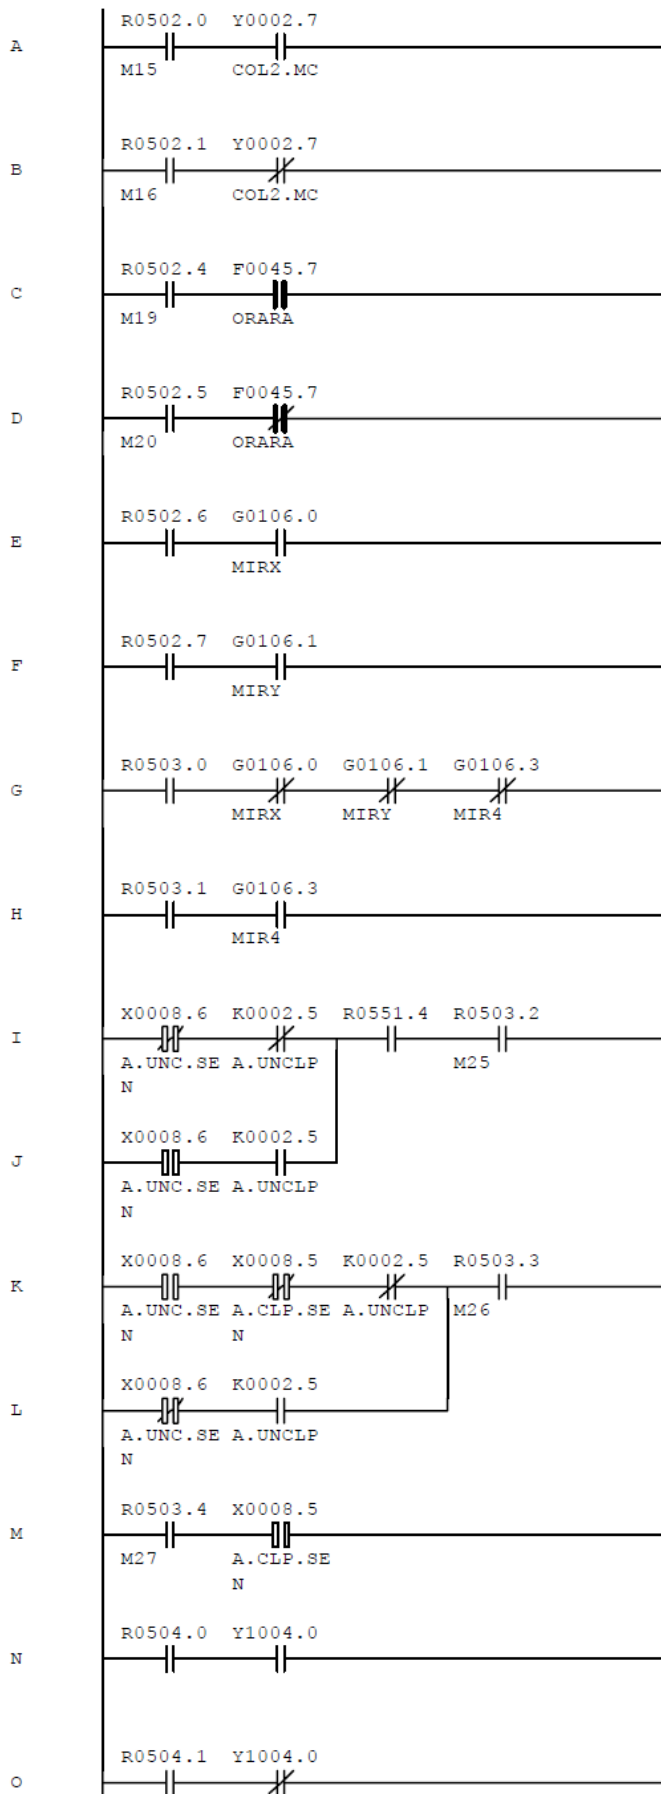 R0502.0 Y0002.7
A
M15 COL2.MC
R0502.1 Y0002.7
B
M16 COL2.MC
R0502.4 F0045.7
C
M19 ORARA
R0502.5 F0045.7
D
M20 ORARA
R0502.6 G0106.0
E
MIRX
R0502.7 G0106.1
F
MIRY
R0503.0 G0106.0 G0106.1 G0106.3
G
MIRX MIRY MIR4
R0503.1 G0106.3
H
MIR4
X0008.6 K0002.5 R0551.4 R0503.2
I
A.UNC.SE A.UNCLP M25
N
X0008.6 K0002.5
J
A.UNC.SE A.UNCLP
N
X0008.6 X0008.5 K0002.5 R0503.3
K
A.UNC.SE A.CLP.SE A.UNCLP M26
N N
X0008.6 K0002.5
L
A.UNC.SE A.UNCLP
N
R0503.4 X0008.5
M
M27 A.CLP.SE
N
R0504.0 Y1004.0
N
R0504.1 Y1004.0
O